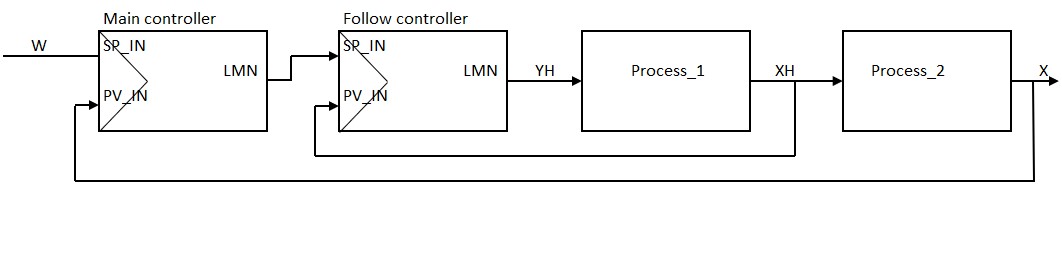 Main controller
Follow controller
W
SP_IN
LMN
PV_IN
SP_IN
LMN
PV_IN
YH
Process_1
XH
Process_2
X